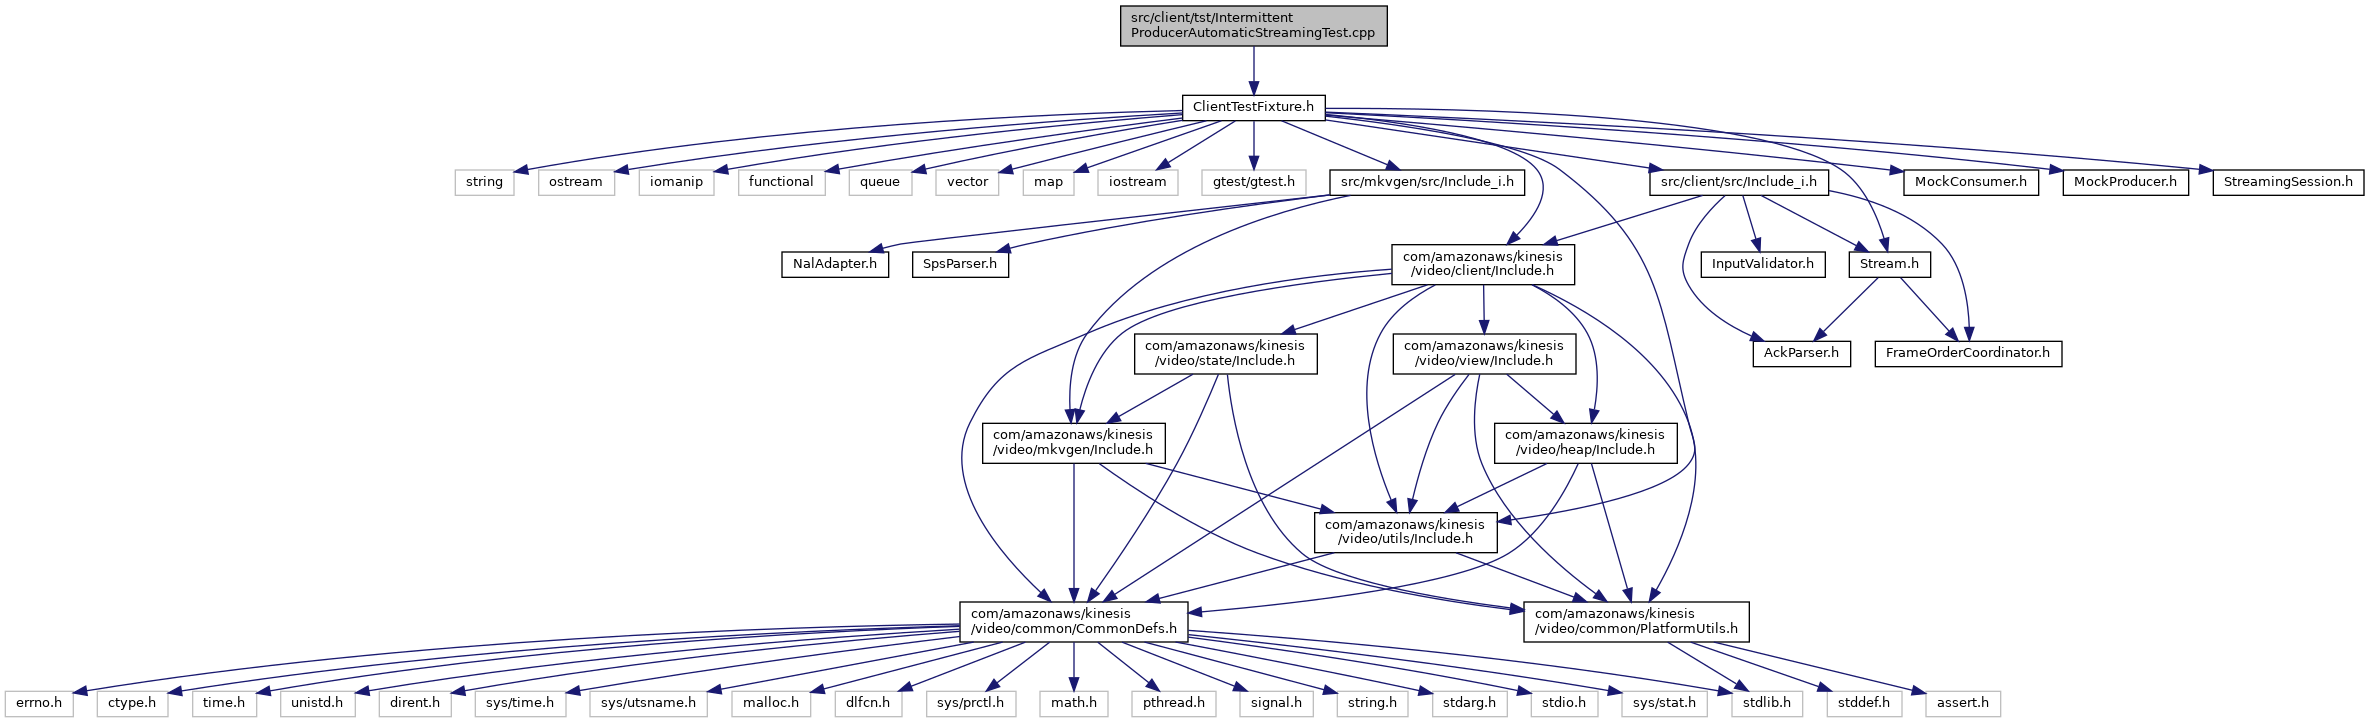 src/client/tst/Intermittent
ProducerAutomaticStreamingTest.cpp
ClientTestFixture.h
string
ostream
iomanip
functional
queue
vector
map
iostream
gtest/gtest.h
src/mkvgen/src/Include_i.h
src/client/src/Include_i.h
MockConsumer.h
MockProducer.h
StreamingSession.h
NalAdapter.h
SpsParser.h
com/amazonaws/kinesis
/video/client/Include.h
InputValidator.h
Stream.h
com/amazonaws/kinesis
/video/state/Include.h
com/amazonaws/kinesis
/video/view/Include.h
AckParser.h
FrameOrderCoordinator.h
com/amazonaws/kinesis
/video/mkvgen/Include.h
com/amazonaws/kinesis
/video/heap/Include.h
com/amazonaws/kinesis
/video/utils/Include.h
com/amazonaws/kinesis
/video/common/CommonDefs.h
com/amazonaws/kinesis
/video/common/PlatformUtils.h
errno.h
ctype.h
time.h
unistd.h
dirent.h
sys/time.h
sys/utsname.h
malloc.h
dlfcn.h
sys/prctl.h
math.h
pthread.h
signal.h
string.h
stdarg.h
stdio.h
sys/stat.h
stdlib.h
stddef.h
assert.h